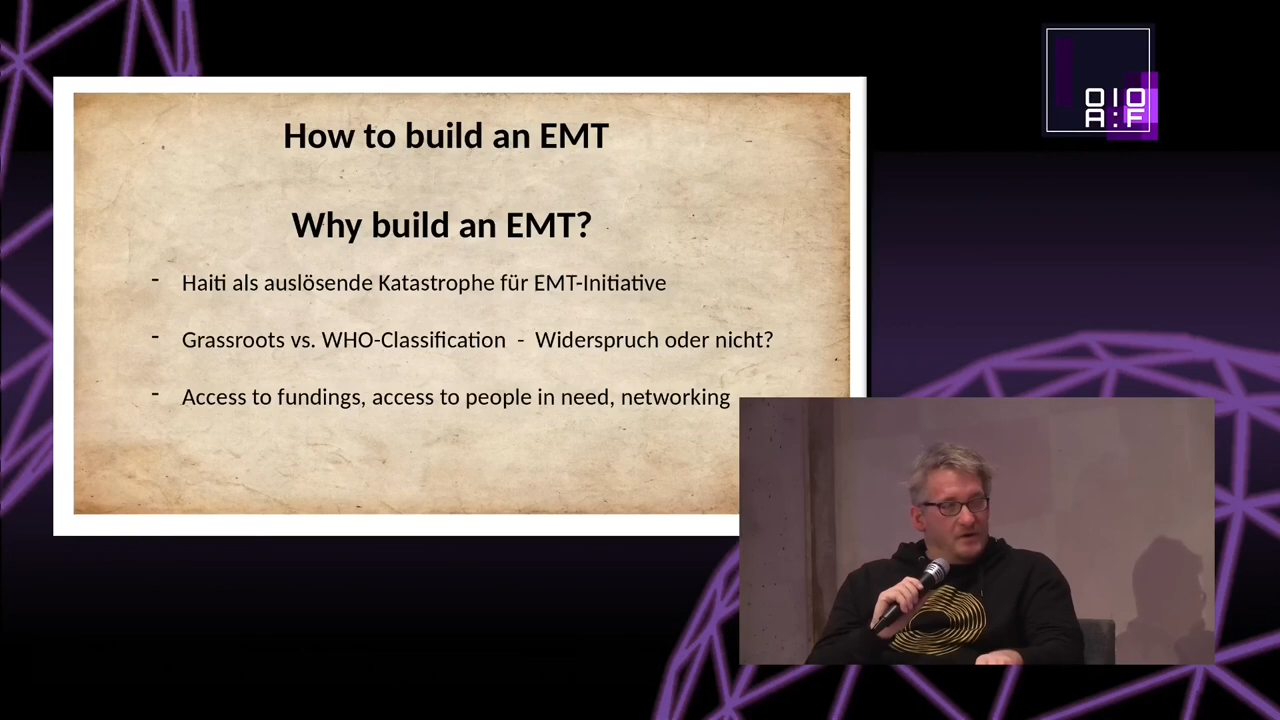 How to build an EMT
Why build an EMT?
- Haiti als auslösende Katastrophe für EMT-Initiative
- Grassroots vs. WHO-Classification - Widerspruch oder nicht?
- Access to fundings, access to people in need, networking
OIO
A:F